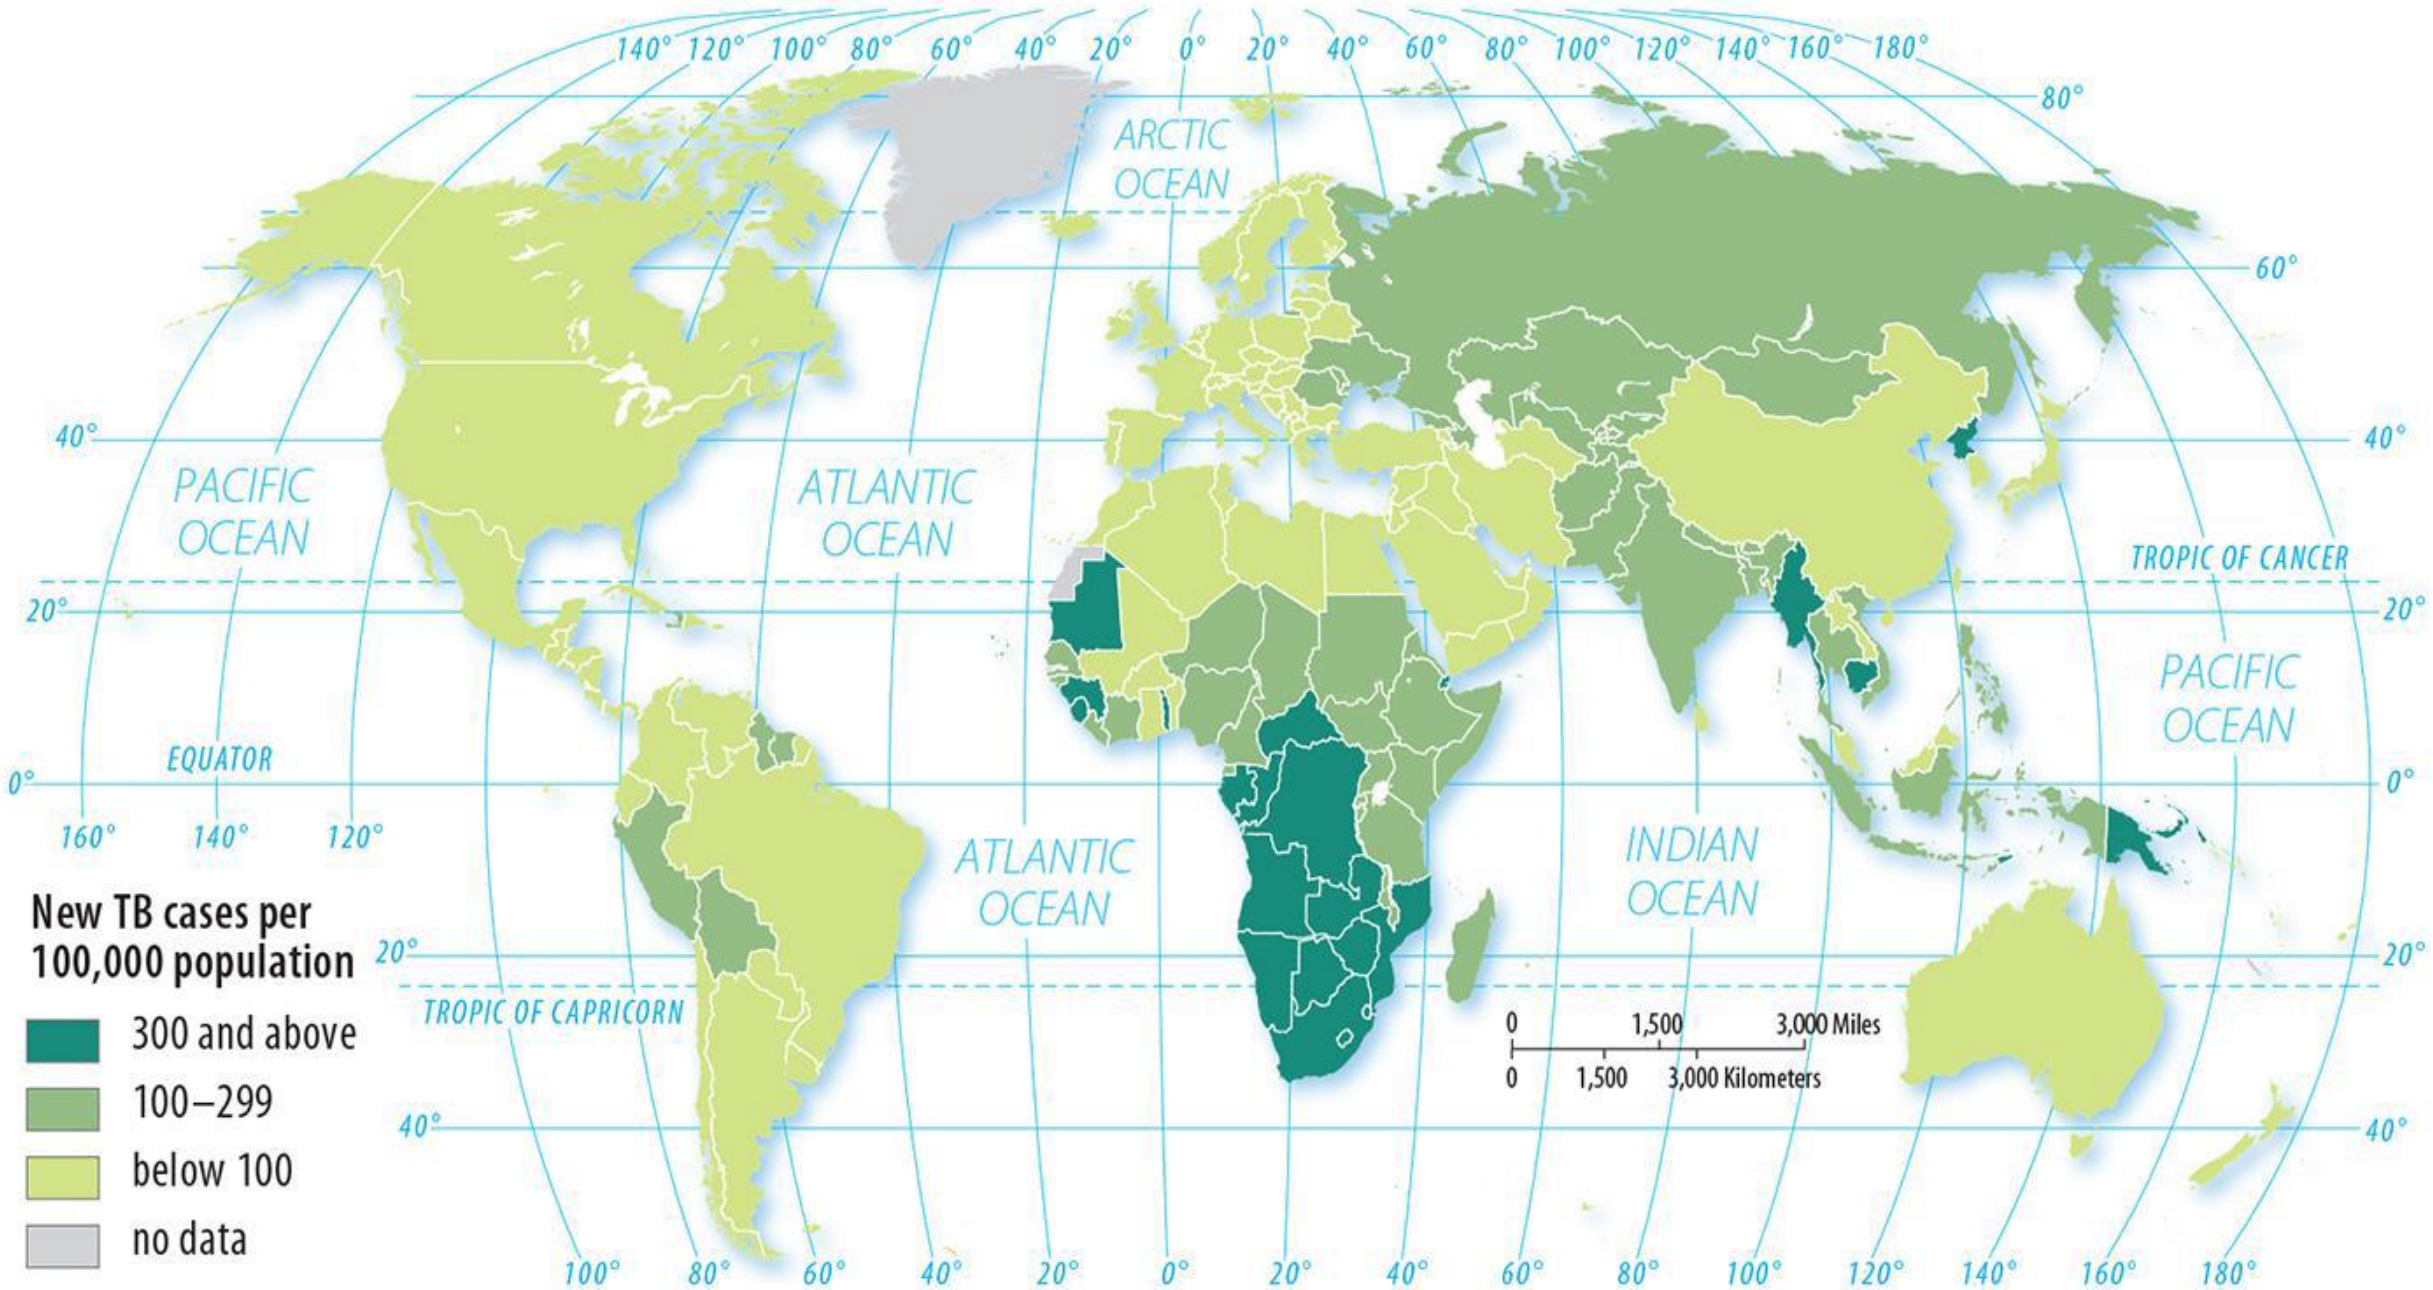 140° 120° 100° 80° 60° 40° 20° 0° 20° 40° 60° 80° 100° 120° 140° 160° 180°
80°
ARCTIC
OCEAN
60°
40°
40°
PACIFIC
OCEAN
ATLANTIC
OCEAN
TROPIC OF CANCER
20°
20°
PACIFIC
OCEAN
EQUATOR
0°
0°
160° 140° 120°
ATLANTIC
OCEAN
INDIAN
OCEAN
New TB cases per
100,000 population
300 and above
100–299
below 100
no data
20°
20°
TROPIC OF CAPRICORN
0 1,500 3,000 Miles
0 1,500 3,000 Kilometers
40°
40°
100° 80° 60° 40° 20° 0° 20° 40° 60° 80° 100° 120° 140° 160° 180°